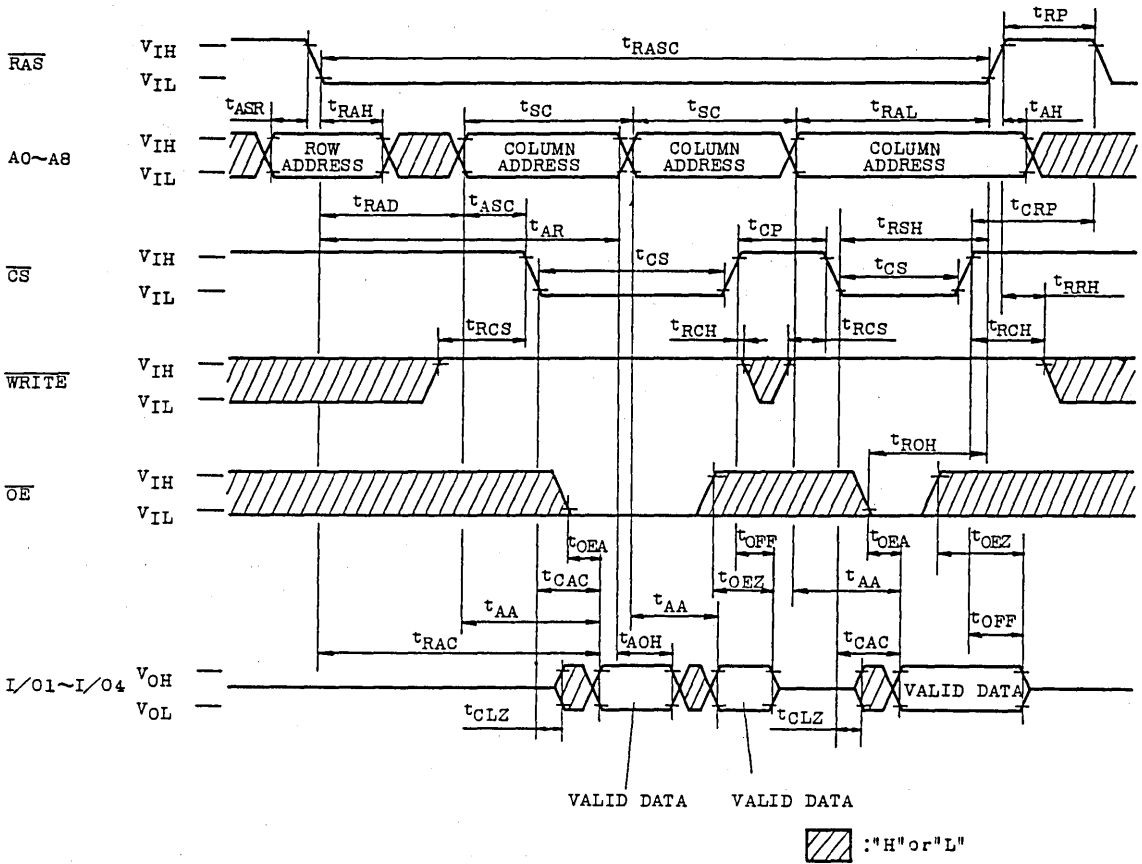 tRP
RAS
VIH
tRASC
VIL
tASR
tRAH
tSC
tSC
tRAL
tAH
A0~A8
VIH
ROW
ADDRESS
COLUMN
ADDRESS
COLUMN
ADDRESS
COLUMN
ADDRESS
VIL
tRAD
tASC
tCRP
tAR
tCP
tRSH
CS
VIH
tCS
tCS
VIL
tRRH
tRCS
tRCH
tRCS
tRCH
WRITE
VIH
VIL
tROH
OE
VIH
VIL
tOEA
tOFF
tOEA
tOEZ
tCAC
tOEZ
tAA
tAA
tAA
tOFF
tRAC
tAOH
tCAC
I/O1~I/O4
VOH
VALID DATA
VOL
tCLZ
tCLZ
VALID DATA
VALID DATA
:"H"or"L"